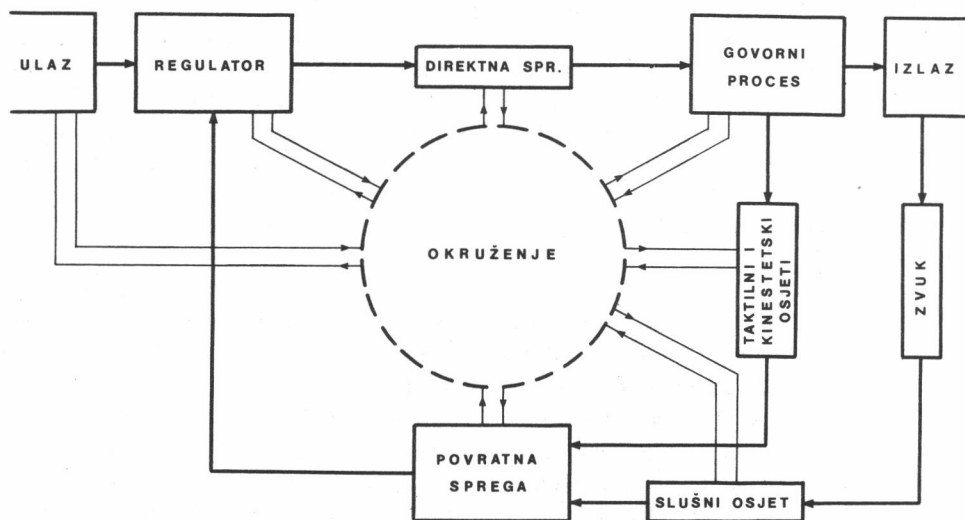 ULAZ
REGULATOR
DIREKTNA SPR.
GOVORNI
PROCES
IZLAZ
OKRUŽENJE
TAKTILNI I
KINESTETSKI
OSJETI
ZVUK
POVRATNA
SPREGA
SLUŠNI OSJET